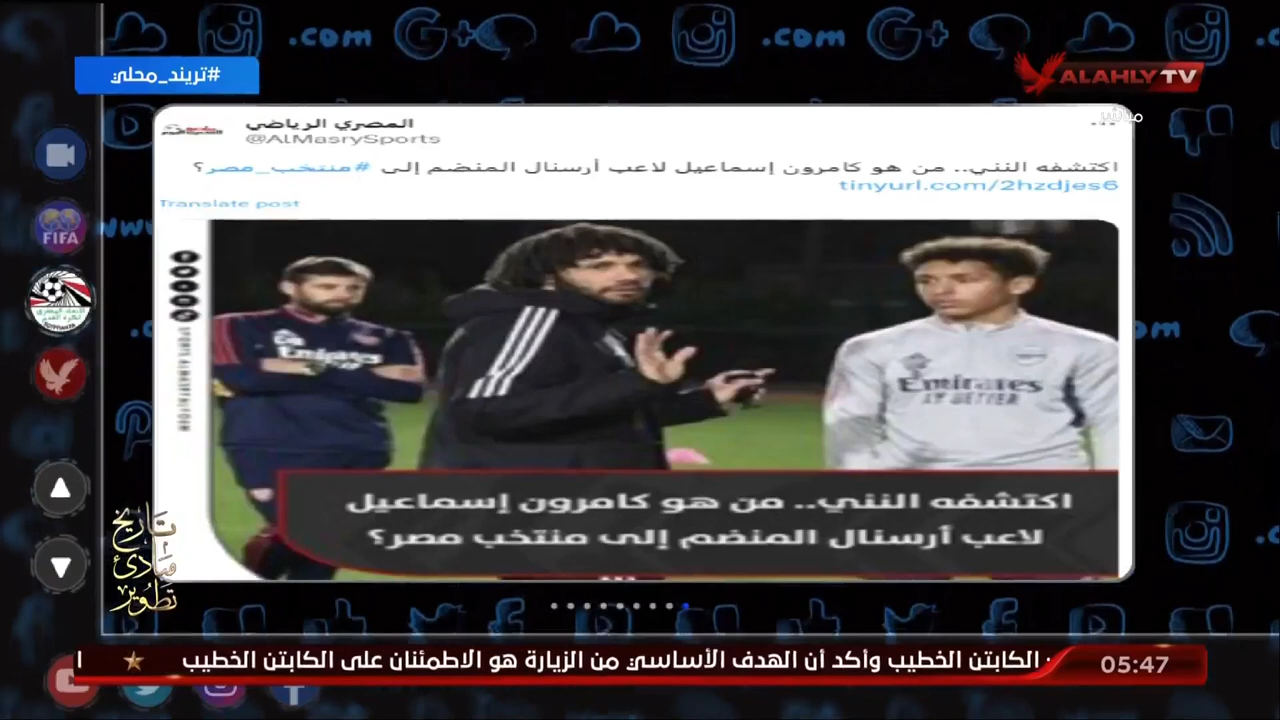 #تريند_محلي
ALAHLY TV
مباشر
المصري الرياضي
@AlMasrySports
اكتشفه النني.. من هو كامرون إسماعيل لاعب أرسنال المنضم إلى #منتخب_مصر؟
tinyurl.com/2hzdjes6
Translate post
FIFA
Emirates
Emirates
FLY BETTER
اكتشفه النني.. من هو كامرون إسماعيل
لاعب أرسنال المنضم إلى منتخب مصر؟
تاريخ
مبادئ
تطوير
الكابتن الخطيب وأكد أن الهدف الأساسي من الزيارة هو الاطمئنان على الكابتن الخطيب
05:47
.com
.com